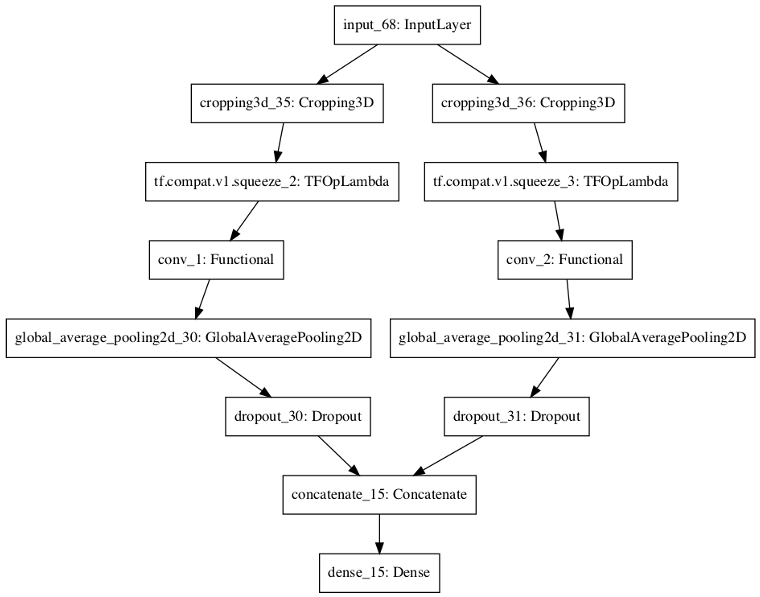 input_68: InputLayer
cropping3d_35: Cropping3D
cropping3d_36: Cropping3D
tf.compat.v1.squeeze_2: TFOpLambda
tf.compat.v1.squeeze_3: TFOpLambda
conv_1: Functional
conv_2: Functional
global_average_pooling2d_30: GlobalAveragePooling2D
global_average_pooling2d_31: GlobalAveragePooling2D
dropout_30: Dropout
dropout_31: Dropout
concatenate_15: Concatenate
dense_15: Dense